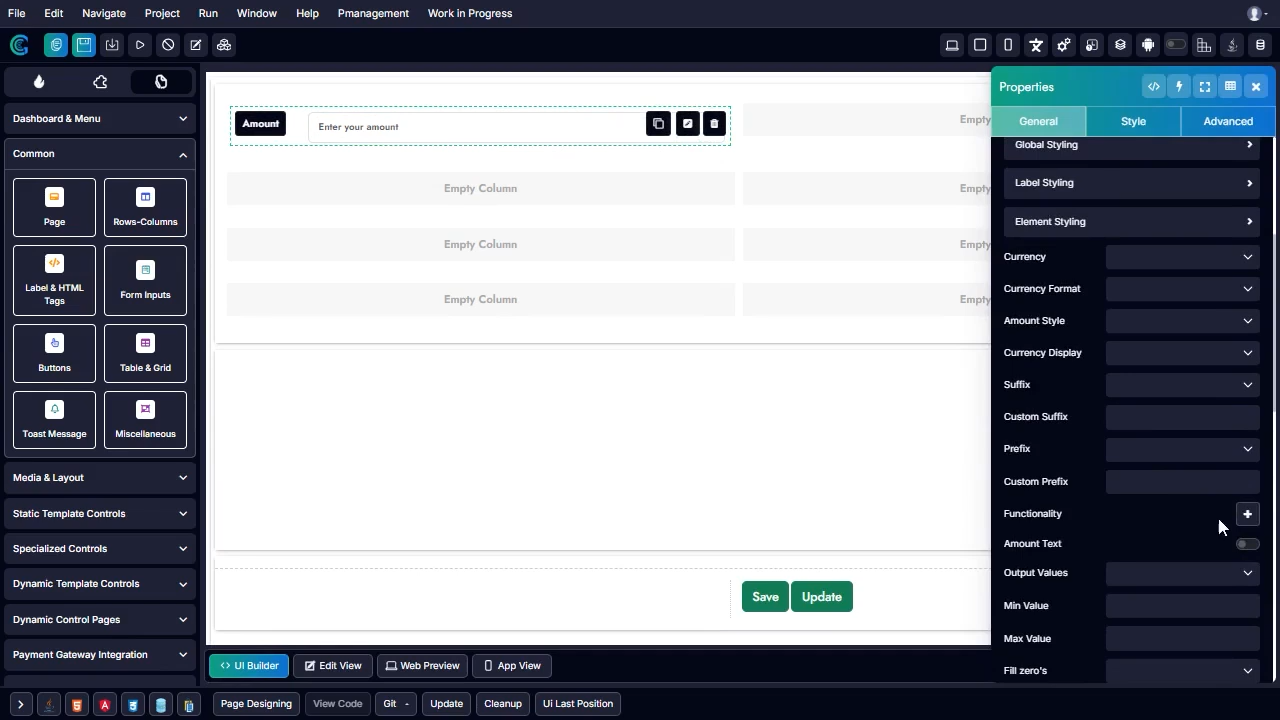 File Edit Navigate Project Run Window Help Pmanagement Work in Progress
Dashboard & Menu
Common
Page
Rows-Columns
Label & HTML
Tags
Form Inputs
Buttons
Table & Grid
Toast Message
Miscellaneous
Media & Layout
Static Template Controls
Specialized Controls
Dynamic Template Controls
Dynamic Control Pages
Payment Gateway Integration
Amount
Enter your amount
Empty
Empty Column
Empty
Empty Column
Empty
Empty Column
Empty
Save
Update
Properties
General
Style
Advanced
Global Styling
Label Styling
Element Styling
Currency
Currency Format
Amount Style
Currency Display
Suffix
Custom Suffix
Prefix
Custom Prefix
Functionality
Amount Text
Output Values
Min Value
Max Value
Fill zero's
UI Builder
Edit View
Web Preview
App View
Page Designing
View Code
Git
Update
Cleanup
Ui Last Position